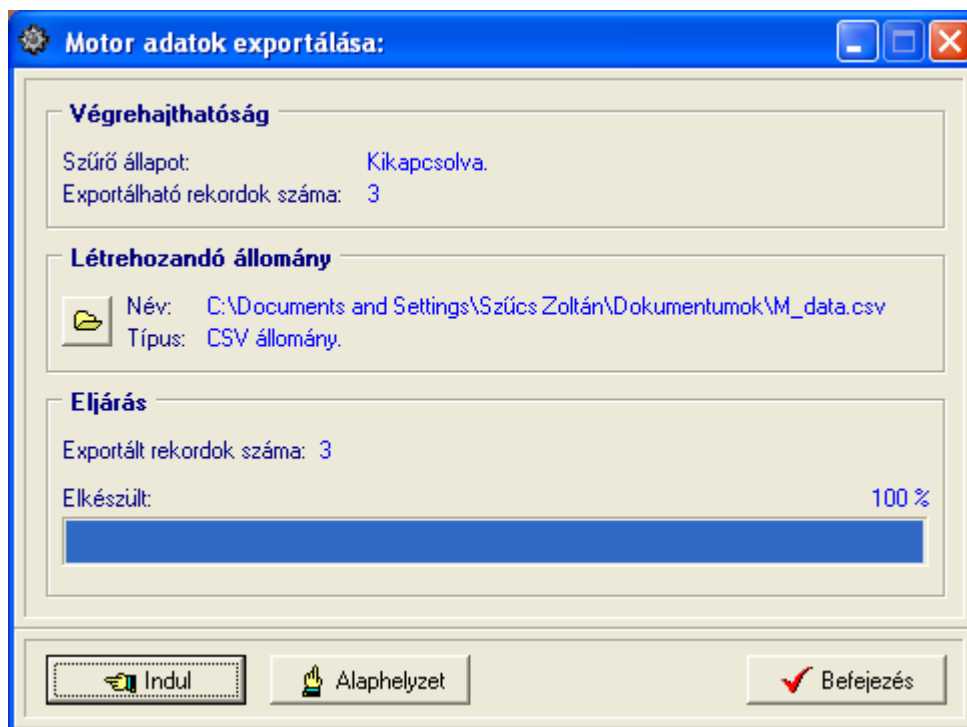 Motor adatok exportálása:
Végrehajthatóság
Szűrő állapot: Kikapcsolva.
Exportálható rekordok száma: 3
Létrehozandó állomány
Név: C:\Documents and Settings\Szűcs Zoltán\Dokumentumok\M_data.csv
Típus: CSV állomány.
Eljárás
Exportált rekordok száma: 3
Elkészült: 100 %
Indul Alaphelyzet Befejezés